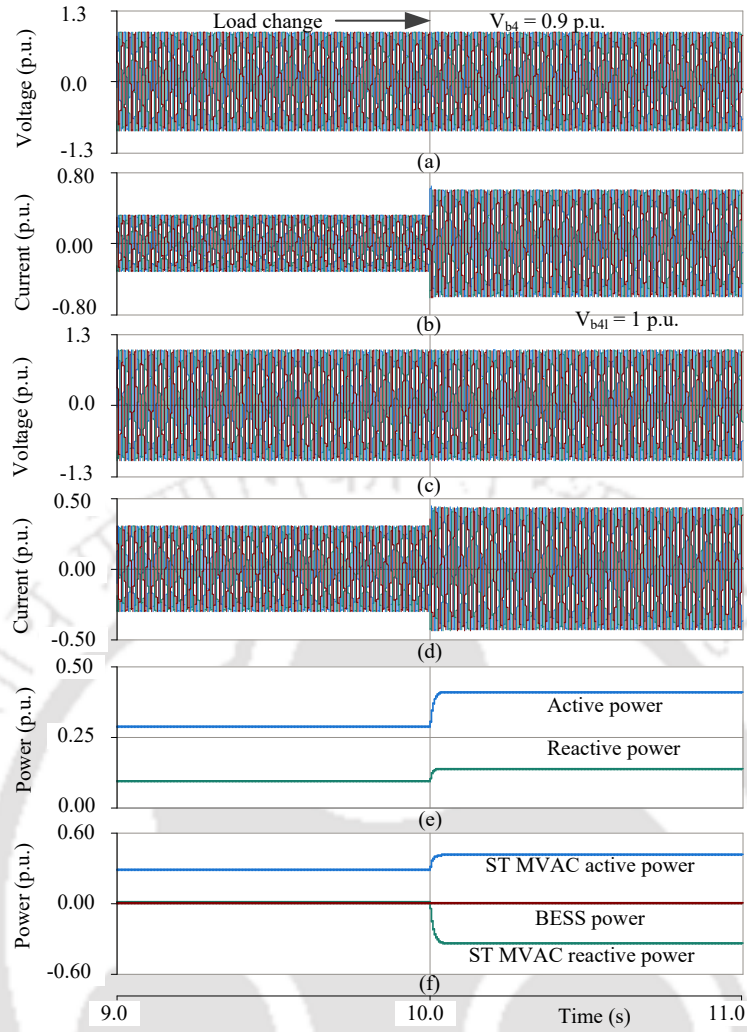 Load change
V_b4 = 0.9 p.u.
Voltage (p.u.)
1.3
0.0
-1.3
(a)
Current (p.u.)
0.80
0.00
-0.80
(b)
V_b4l = 1 p.u.
Voltage (p.u.)
1.3
0.0
-1.3
(c)
Current (p.u.)
0.50
0.00
-0.50
(d)
Power (p.u.)
0.50
0.25
0.00
Active power
Reactive power
(e)
Power (p.u.)
0.60
0.00
-0.60
ST MVAC active power
BESS power
ST MVAC reactive power
(f)
9.0
10.0
Time (s)
11.0